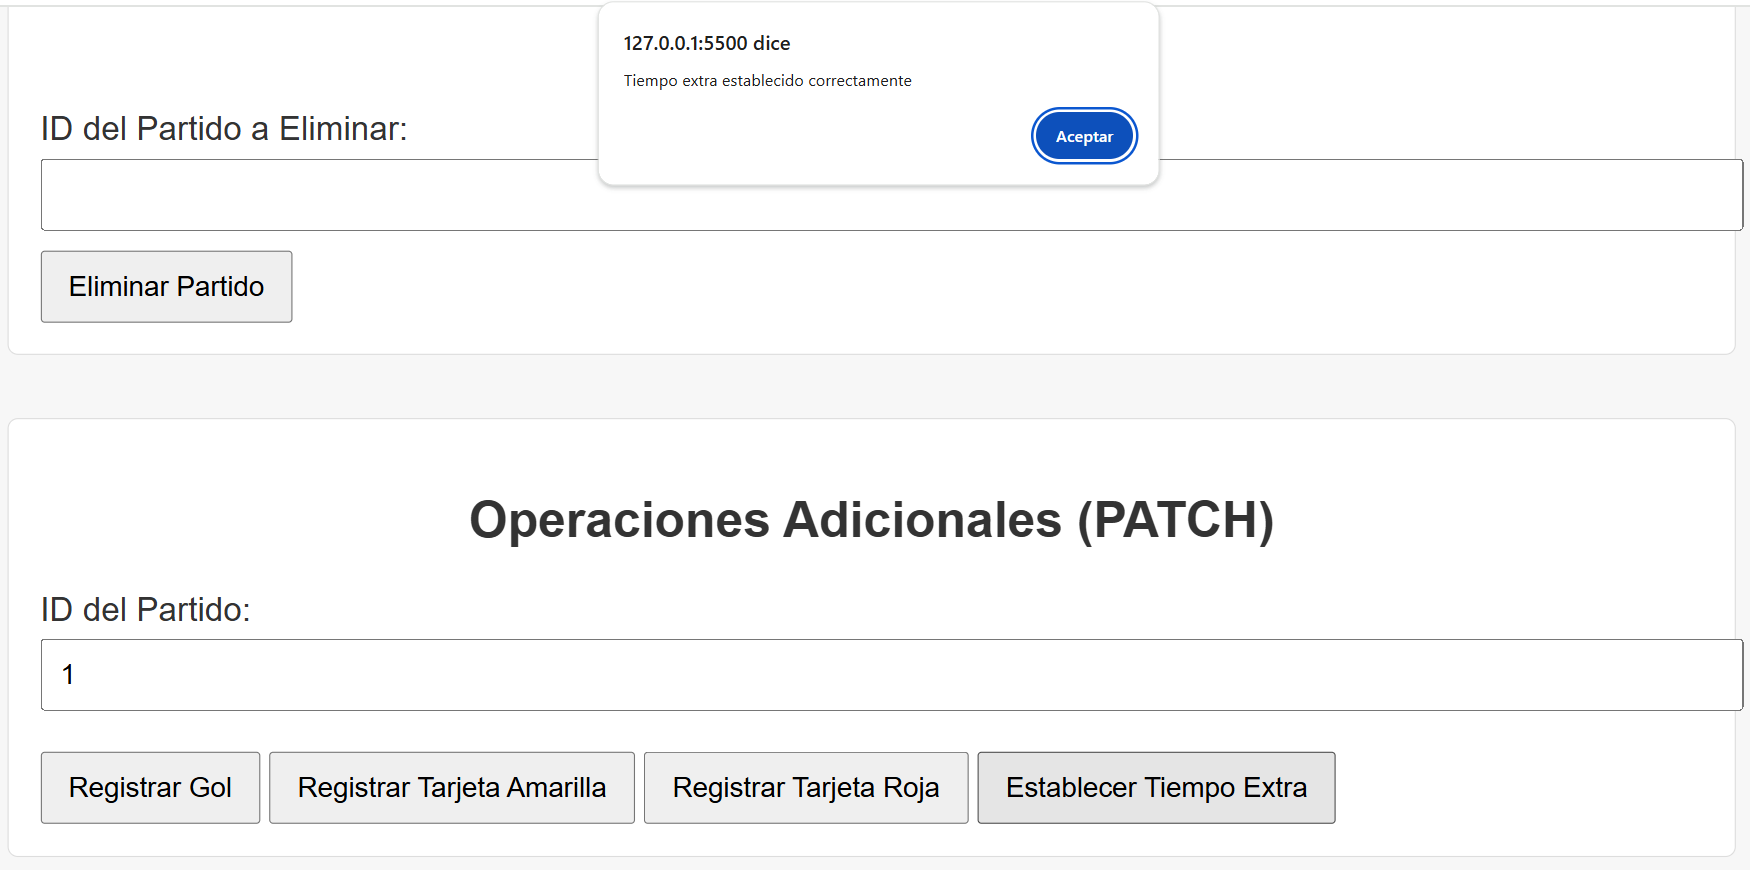 127.0.0.1:5500 dice
Tiempo extra establecido correctamente
Aceptar
ID del Partido a Eliminar:
Eliminar Partido
Operaciones Adicionales (PATCH)
ID del Partido:
1
Registrar Gol Registrar Tarjeta Amarilla Registrar Tarjeta Roja Establecer Tiempo Extra